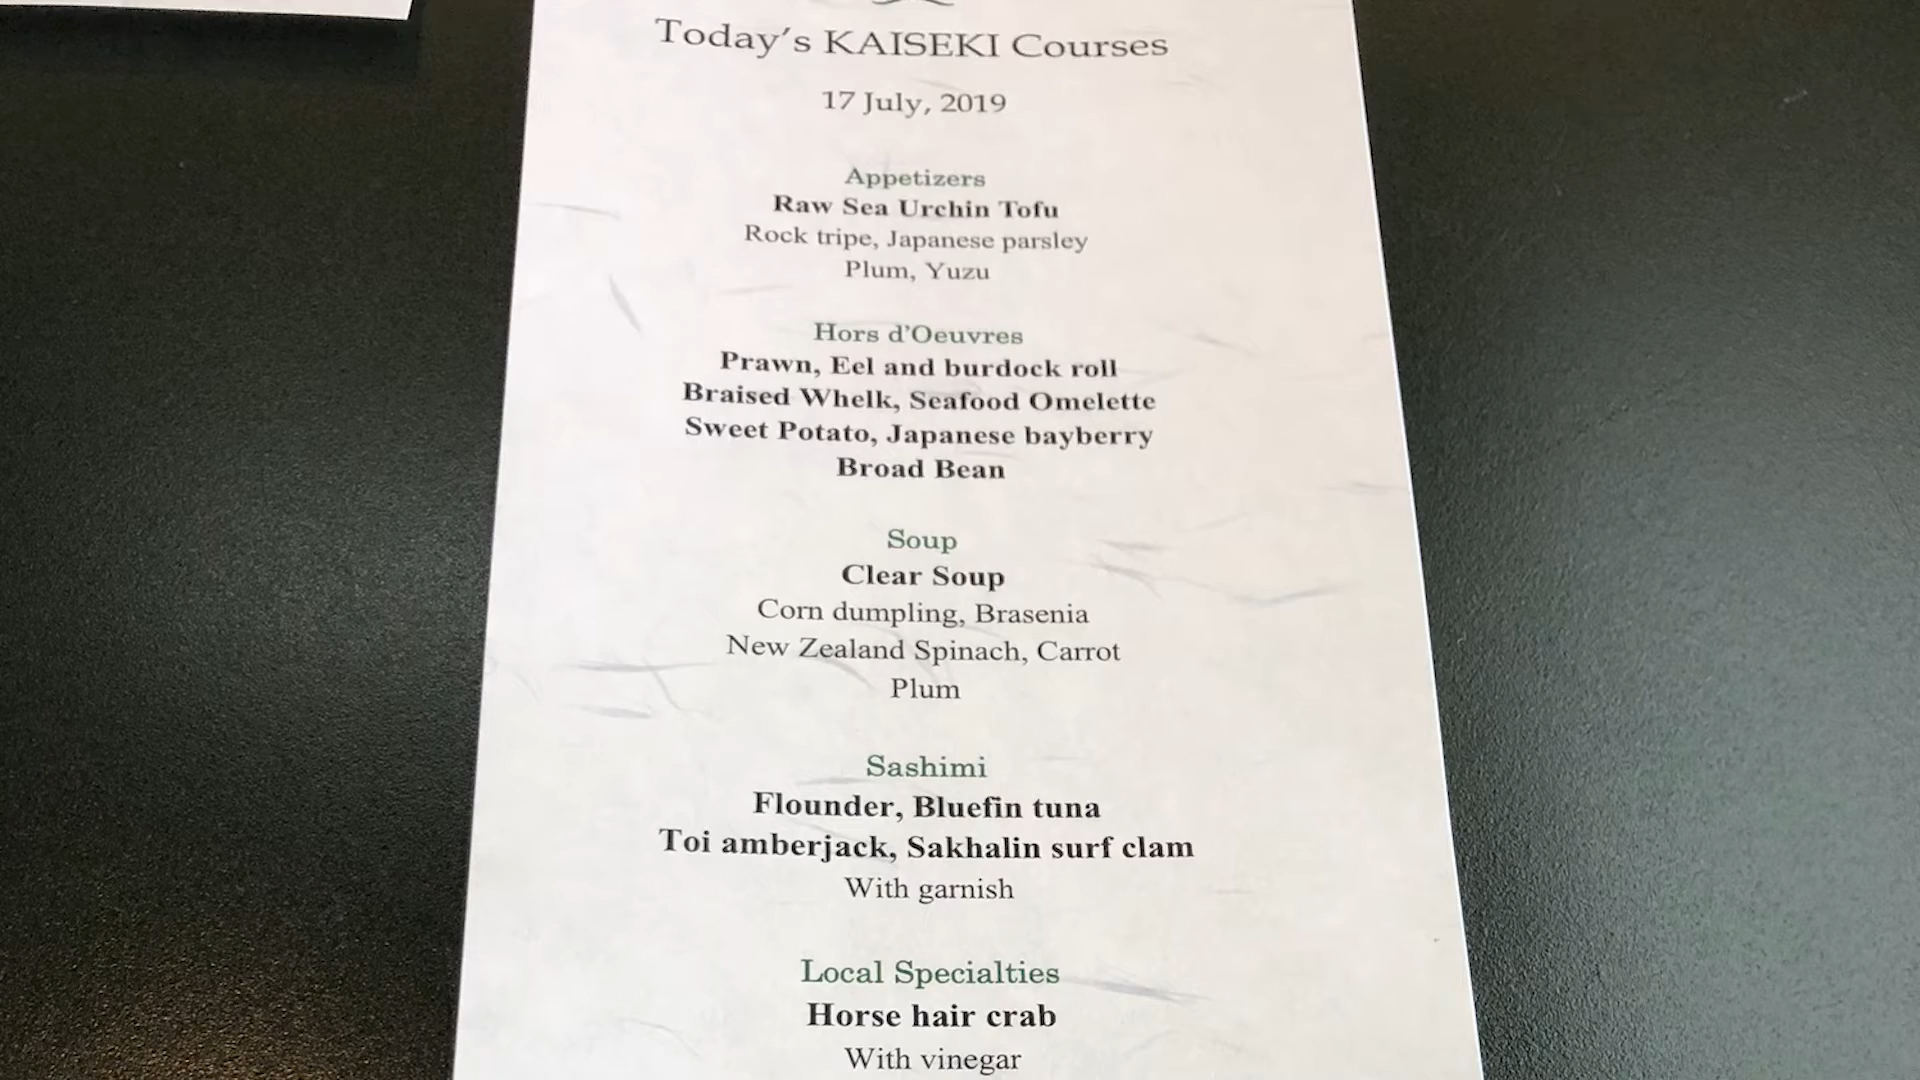 Today's KAISEKI Courses
17 July, 2019
Appetizers
Raw Sea Urchin Tofu
Rock tripe, Japanese parsley
Plum, Yuzu
Hors d'Oeuvres
Prawn, Eel and burdock roll
Braised Whelk, Seafood Omelette
Sweet Potato, Japanese bayberry
Broad Bean
Soup
Clear Soup
Corn dumpling, Brasenia
New Zealand Spinach, Carrot
Plum
Sashimi
Flounder, Bluefin tuna
Toi amberjack, Sakhalin surf clam
With garnish
Local Specialties
Horse hair crab
With vinegar